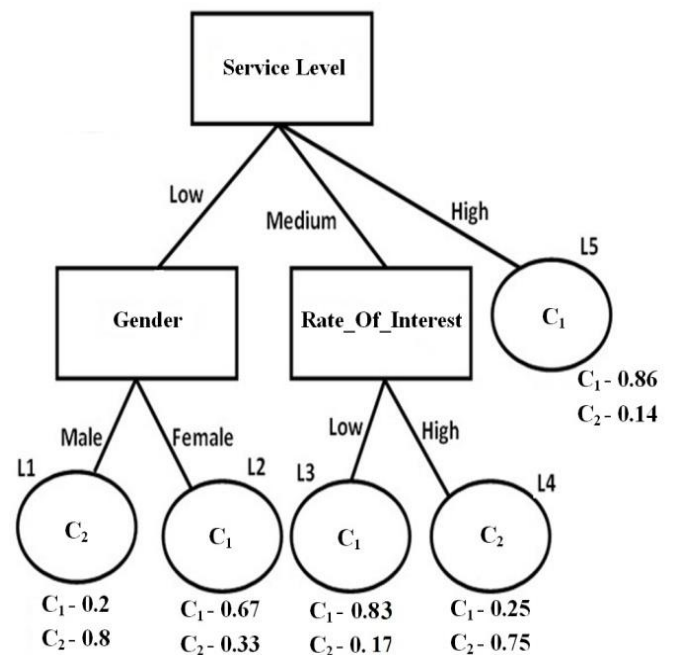 Service Level
Low
Medium
High
L5
Gender
Rate_Of_Interest
C₁
C₁ - 0.86
C₂ - 0.14
Male
Female
Low
High
L1
L2
L3
L4
C₂
C₁
C₁
C₂
C₁ - 0.2
C₂ - 0.8
C₁ - 0.67
C₂ - 0.33
C₁ - 0.83
C₂ - 0. 17
C₁ - 0.25
C₂ - 0.75